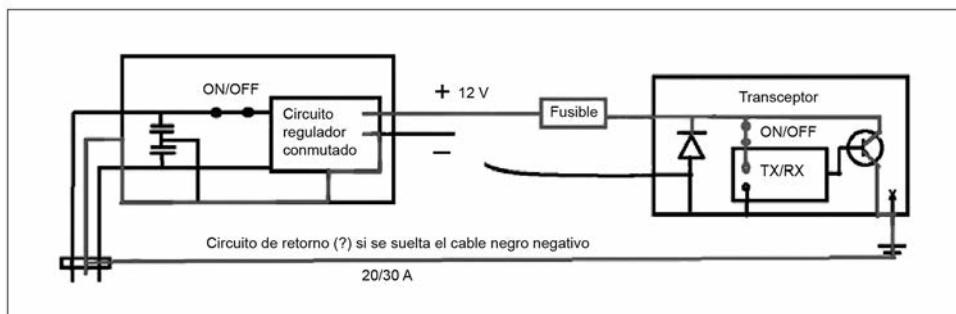 ON/OFF
Circuito
regulador
conmutado
+ 12 V
−
Fusible
Transceptor
ON/OFF
TX/RX
x
Circuito de retorno (?) si se suelta el cable negro negativo
20/30 A